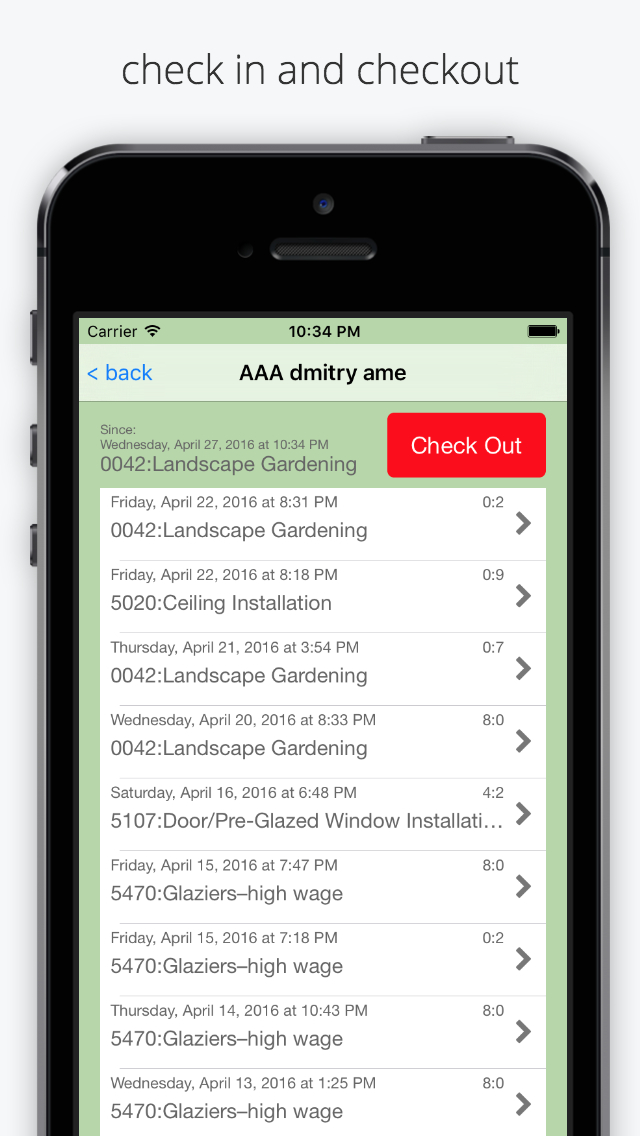 check in and checkout
Carrier 10:34 PM
< back AAA dmitry ame
Since:
Wednesday, April 27, 2016 at 10:34 PM
0042:Landscape Gardening
Check Out
Friday, April 22, 2016 at 8:31 PM 0:2
0042:Landscape Gardening
Friday, April 22, 2016 at 8:18 PM 0:9
5020:Ceiling Installation
Thursday, April 21, 2016 at 3:54 PM 0:7
0042:Landscape Gardening
Wednesday, April 20, 2016 at 8:33 PM 8:0
0042:Landscape Gardening
Saturday, April 16, 2016 at 6:48 PM 4:2
5107:Door/Pre-Glazed Window Installati...
Friday, April 15, 2016 at 7:47 PM 8:0
5470:Glaziers–high wage
Friday, April 15, 2016 at 7:18 PM 0:2
5470:Glaziers–high wage
Thursday, April 14, 2016 at 10:43 PM 8:0
5470:Glaziers–high wage
Wednesday, April 13, 2016 at 1:25 PM 8:0
5470:Glaziers–high wage